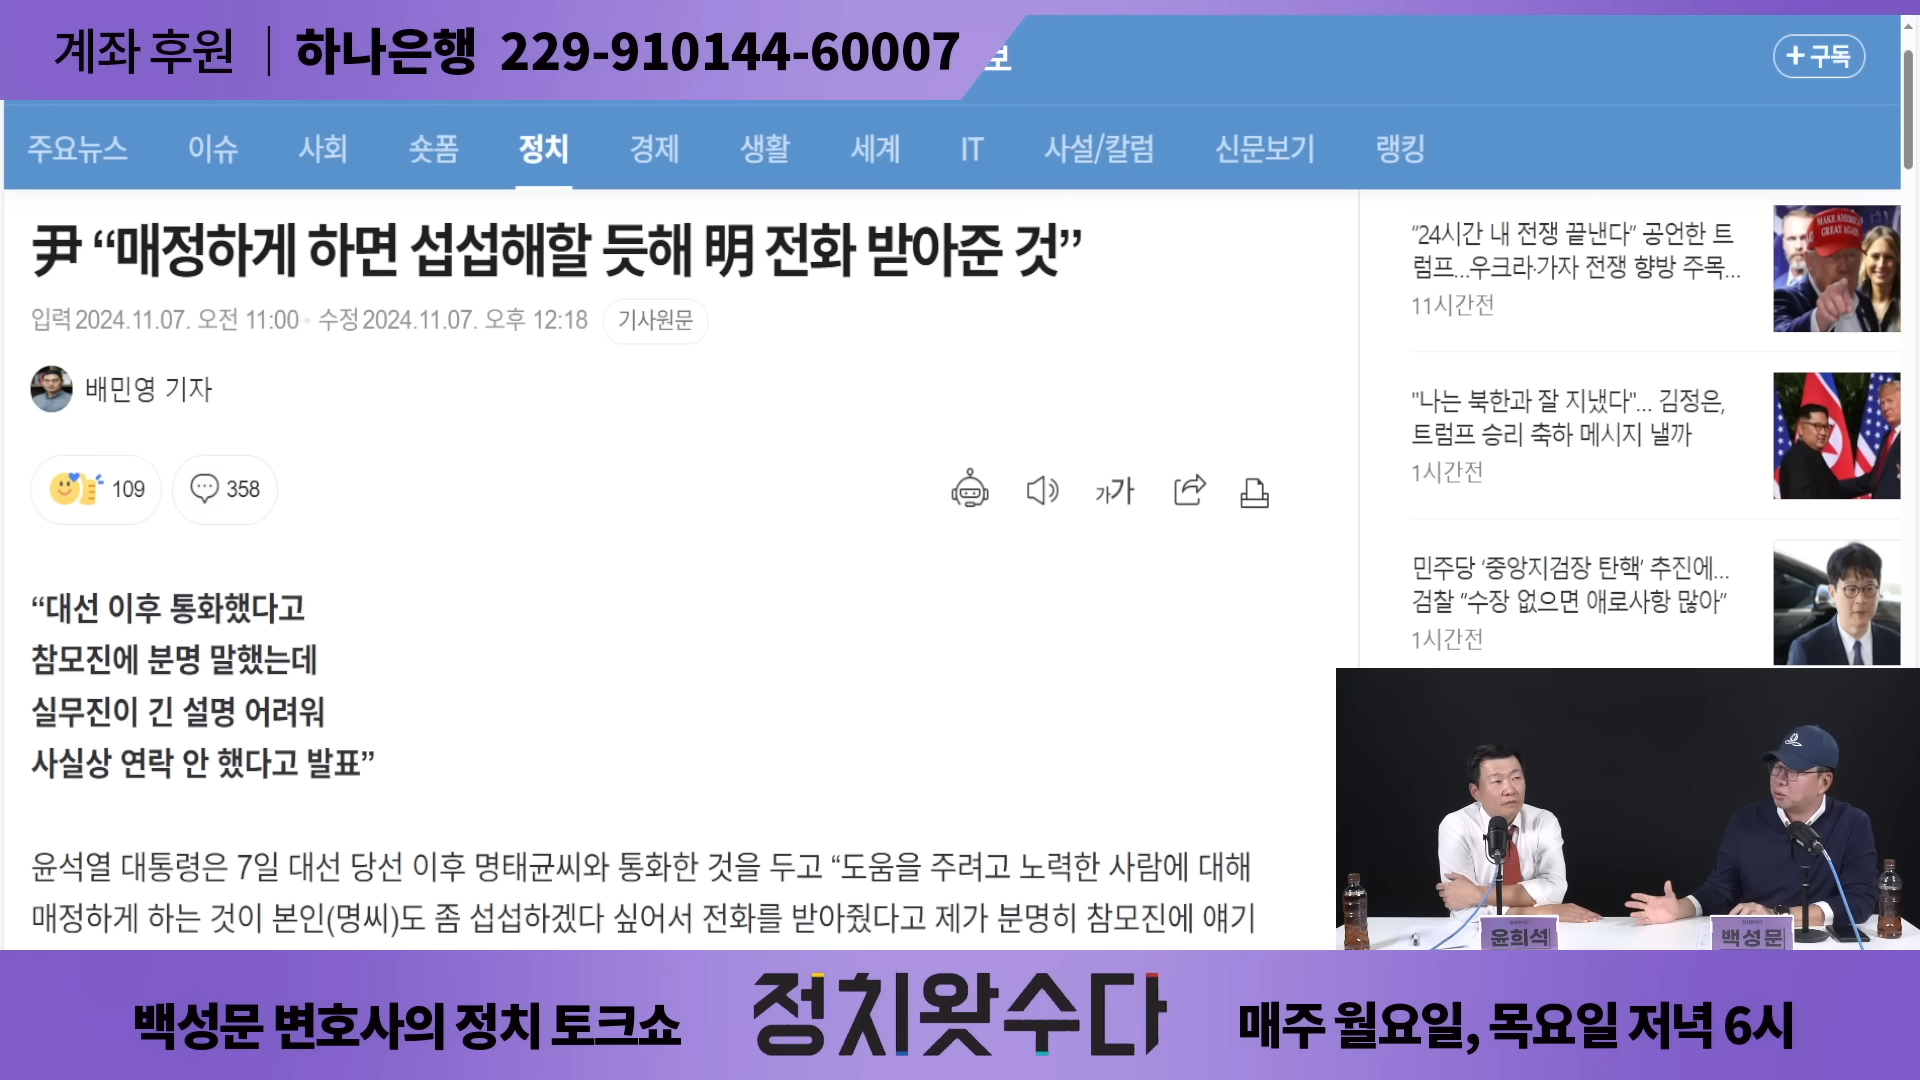 계좌 후원 | 하나은행 229-910144-60007
보
+ 구독
주요뉴스 이슈 사회 숏폼 정치 경제 생활 세계 IT 사설/칼럼 신문보기 랭킹
尹 “매정하게 하면 섭섭해할 듯해 明 전화 받아준 것”
입력 2024.11.07. 오전 11:00 · 수정 2024.11.07. 오후 12:18 기사원문
배민영 기자
109 358
가가
“대선 이후 통화했다고
참모진에 분명 말했는데
실무진이 긴 설명 어려워
사실상 연락 안 했다고 발표”
윤석열 대통령은 7일 대선 당선 이후 명태균씨와 통화한 것을 두고 “도움을 주려고 노력한 사람에 대해
매정하게 하는 것이 본인(명씨)도 좀 섭섭하겠다 싶어서 전화를 받아줬다고 제가 분명히 참모진에 얘기
“24시간 내 전쟁 끝낸다” 공언한 트
럼프...우크라·가자 전쟁 향방 주목...
11시간전
MAKE AMERICA
GREAT AGAIN
"나는 북한과 잘 지냈다"... 김정은,
트럼프 승리 축하 메시지 낼까
1시간전
민주당 ‘중앙지검장 탄핵’ 추진에...
검찰 “수장 없으면 애로사항 많아”
1시간전
윤희석
백성문
백성문 변호사의 정치 토크쇼
정치왓수다
매주 월요일, 목요일 저녁 6시